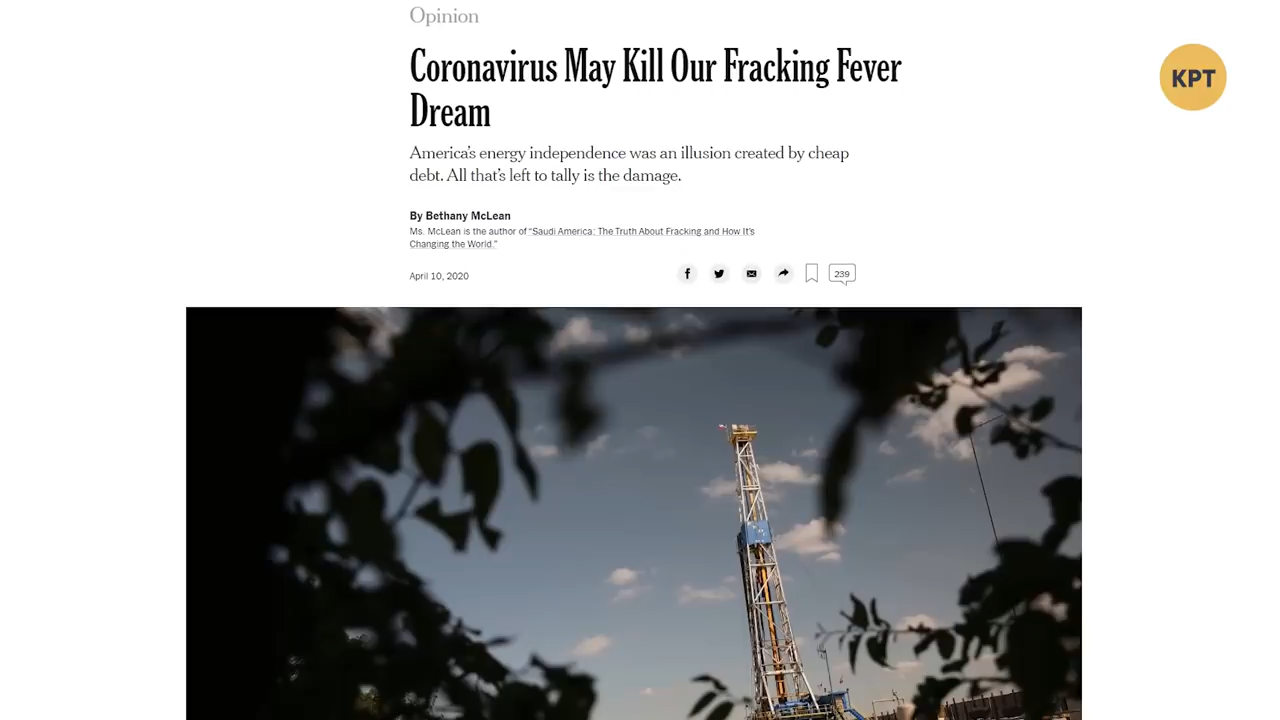 Opinion
Coronavirus May Kill Our Fracking Fever
Dream
KPT
America's energy independence was an illusion created by cheap
debt. All that's left to tally is the damage.
By Bethany McLean
Ms. McLean is the author of “Saudi America: The Truth About Fracking and How It's
Changing the World.”
April 10, 2020
239